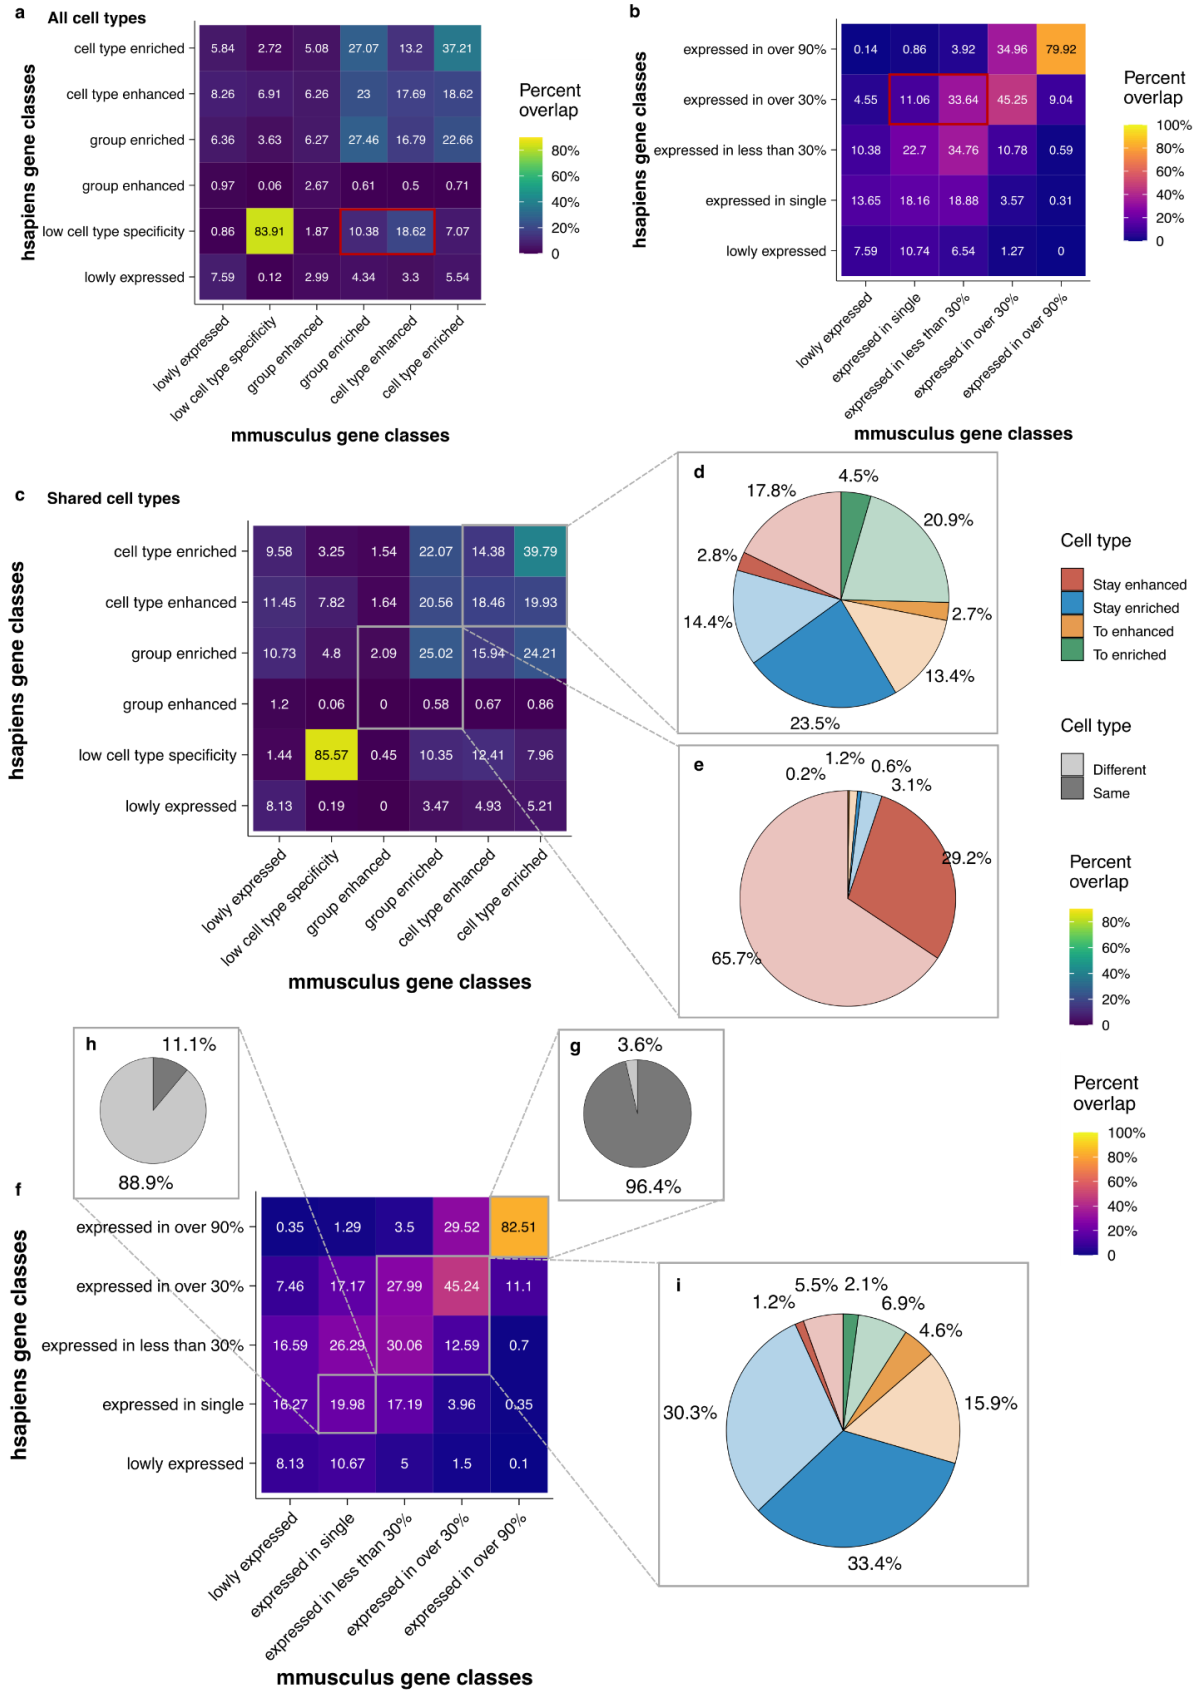 a
All cell types
hsapiens gene classes
cell type enriched 5.84 2.72 5.08 27.07 13.2 37.21
cell type enhanced 8.26 6.91 6.26 23 17.69 18.62
group enriched 6.36 3.63 6.27 27.46 16.79 22.66
group enhanced 0.97 0.06 2.67 0.61 0.5 0.71
low cell type specificity 0.86 83.91 1.87 10.38 18.62 7.07
lowly expressed 7.59 0.12 2.99 4.34 3.3 5.54
lowly expressed
low cell type specificity
group enhanced
group enriched
cell type enhanced
cell type enriched
mmusculus gene classes
Percent
overlap
80%
60%
40%
20%
0
b
hsapiens gene classes
expressed in over 90% 0.14 0.86 3.92 34.96 79.92
expressed in over 30% 4.55 11.06 33.64 45.25 9.04
expressed in less than 30% 10.38 22.7 34.76 10.78 0.59
expressed in single 13.65 18.16 18.88 3.57 0.31
lowly expressed 7.59 10.74 6.54 1.27 0
lowly expressed
expressed in single
expressed in less than 30%
expressed in over 30%
expressed in over 90%
mmusculus gene classes
Percent
overlap
100%
80%
60%
40%
20%
0
c
Shared cell types
hsapiens gene classes
cell type enriched 9.58 3.25 1.54 22.07 14.38 39.79
cell type enhanced 11.45 7.82 1.64 20.56 18.46 19.93
group enriched 10.73 4.8 2.09 25.02 15.94 24.21
group enhanced 1.2 0.06 0 0.58 0.67 0.86
low cell type specificity 1.44 85.57 0.45 10.35 12.41 7.96
lowly expressed 8.13 0.19 0 3.47 4.93 5.21
lowly expressed
low cell type specificity
group enhanced
group enriched
cell type enhanced
cell type enriched
mmusculus gene classes
d
4.5%
20.9%
2.7%
13.4%
23.5%
14.4%
2.8%
17.8%
Cell type
Stay enhanced
Stay enriched
To enhanced
To enriched
Cell type
Different
Same
e
0.2%
1.2%
0.6%
3.1%
29.2%
65.7%
Percent
overlap
80%
60%
40%
20%
0
h
11.1%
88.9%
g
3.6%
96.4%
Percent
overlap
100%
80%
60%
40%
20%
0
f
hsapiens gene classes
expressed in over 90% 0.35 1.29 3.5 29.52 82.51
expressed in over 30% 7.46 17.17 27.99 45.24 11.1
expressed in less than 30% 16.59 26.29 30.06 12.59 0.7
expressed in single 16.27 19.98 17.19 3.96 0.35
lowly expressed 8.13 10.67 5 1.5 0.1
lowly expressed
expressed in single
expressed in less than 30%
expressed in over 30%
expressed in over 90%
mmusculus gene classes
i
2.1%
6.9%
4.6%
15.9%
33.4%
30.3%
1.2%
5.5%